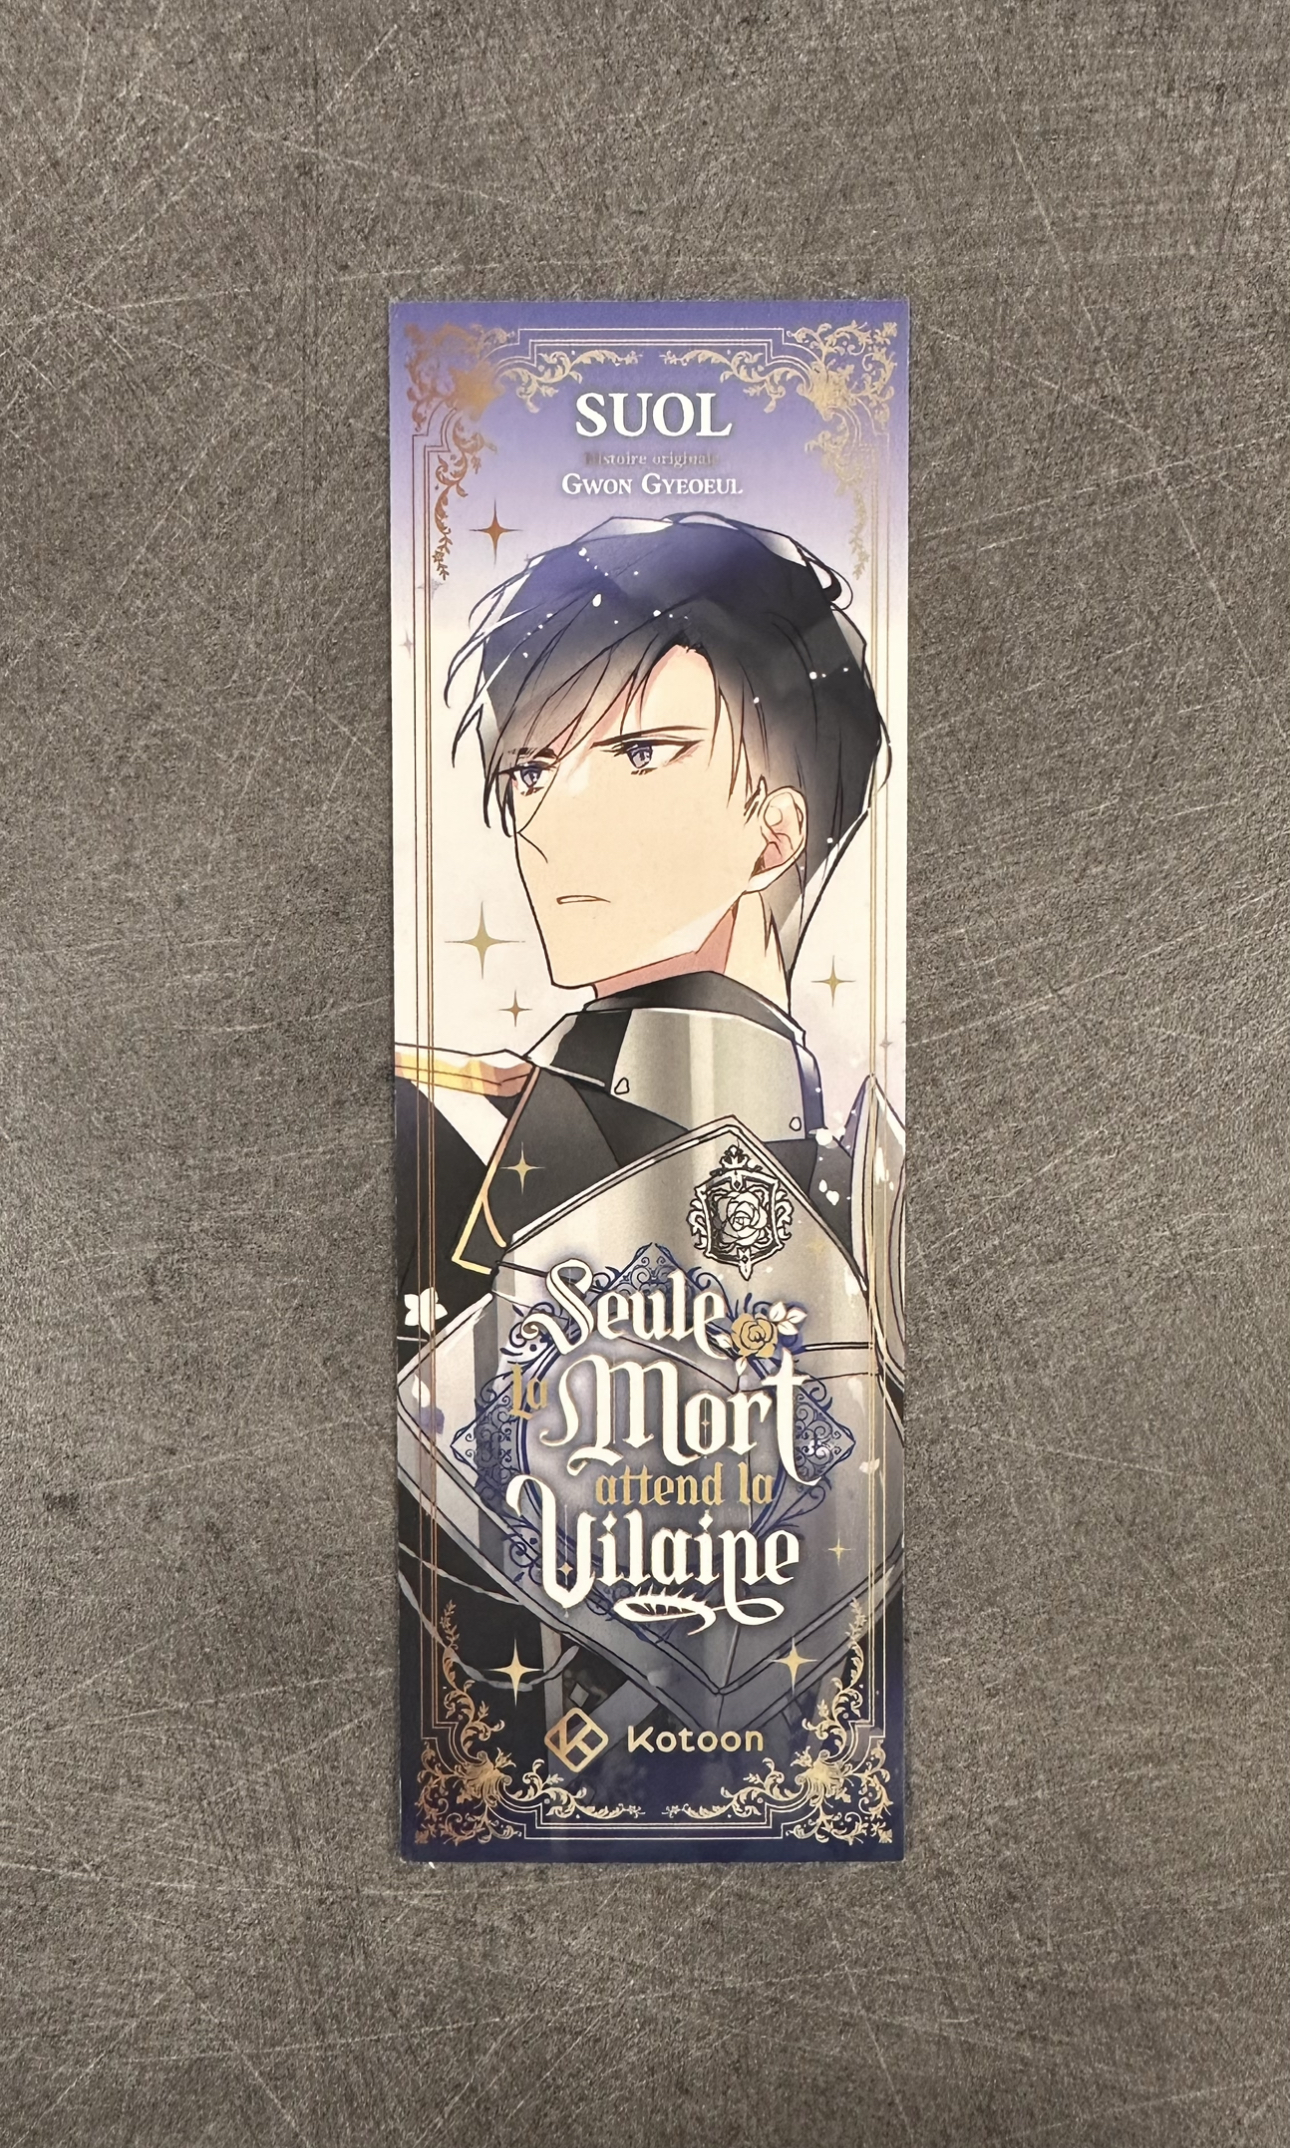 SUOL
histoire originale
GWON GYEOEUL
Seule
La Mort
attend la
Vilaine
Kotoon